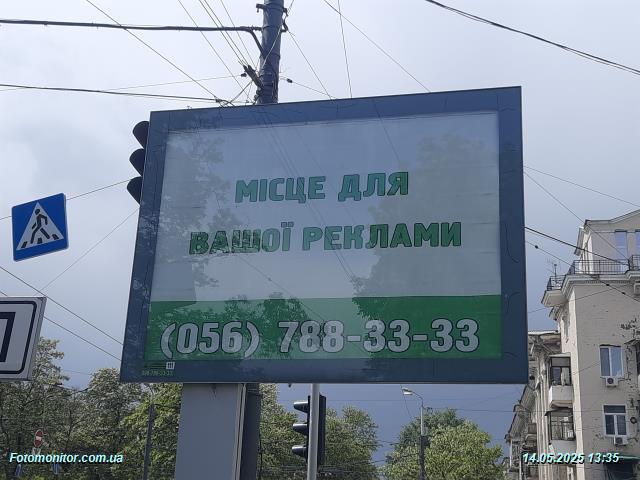 МІСЦЕ ДЛЯ
ВАШОЇ РЕКЛАМИ
(056) 788-33-33
Fotomonitor.com.ua
14.05.2025 13:35